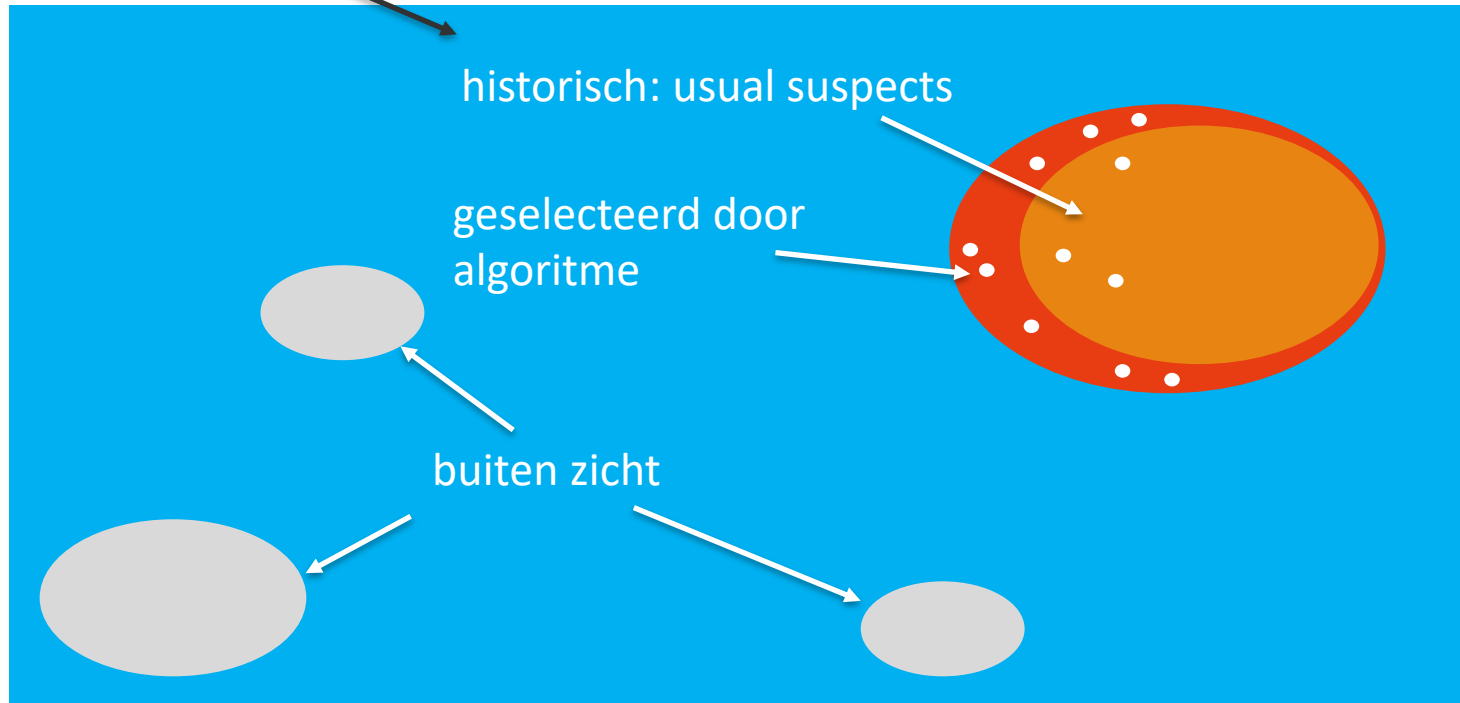 historisch: usual suspects
geselecteerd door
algoritme
buiten zicht